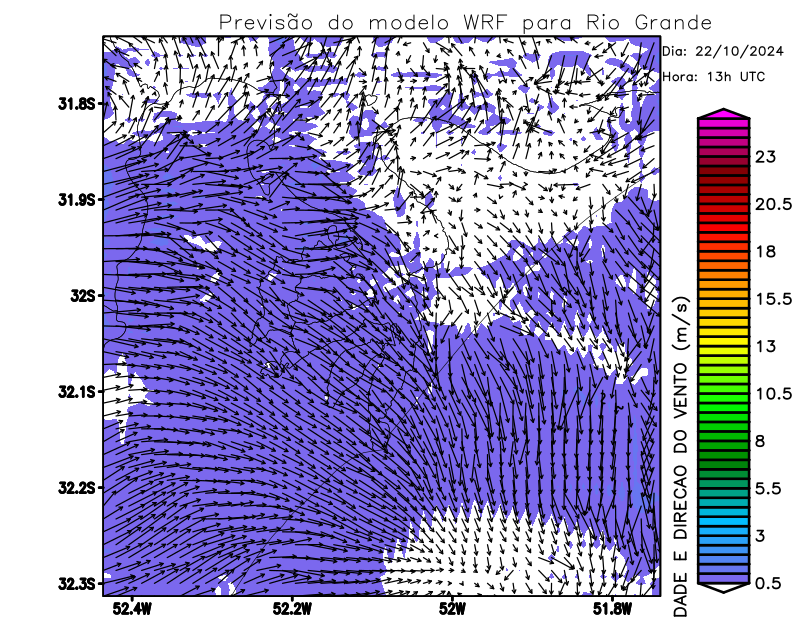 Previsão do modelo WRF para Rio Grande
Dia: 22/10/2024
Hora: 13h UTC
31.8S
31.9S
32S
32.1S
32.2S
32.3S
52.4W
52.2W
52W
51.8W
23
20.5
18
15.5
13
10.5
8
5.5
3
0.5
DADE E DIRECAO DO VENTO (m/s)